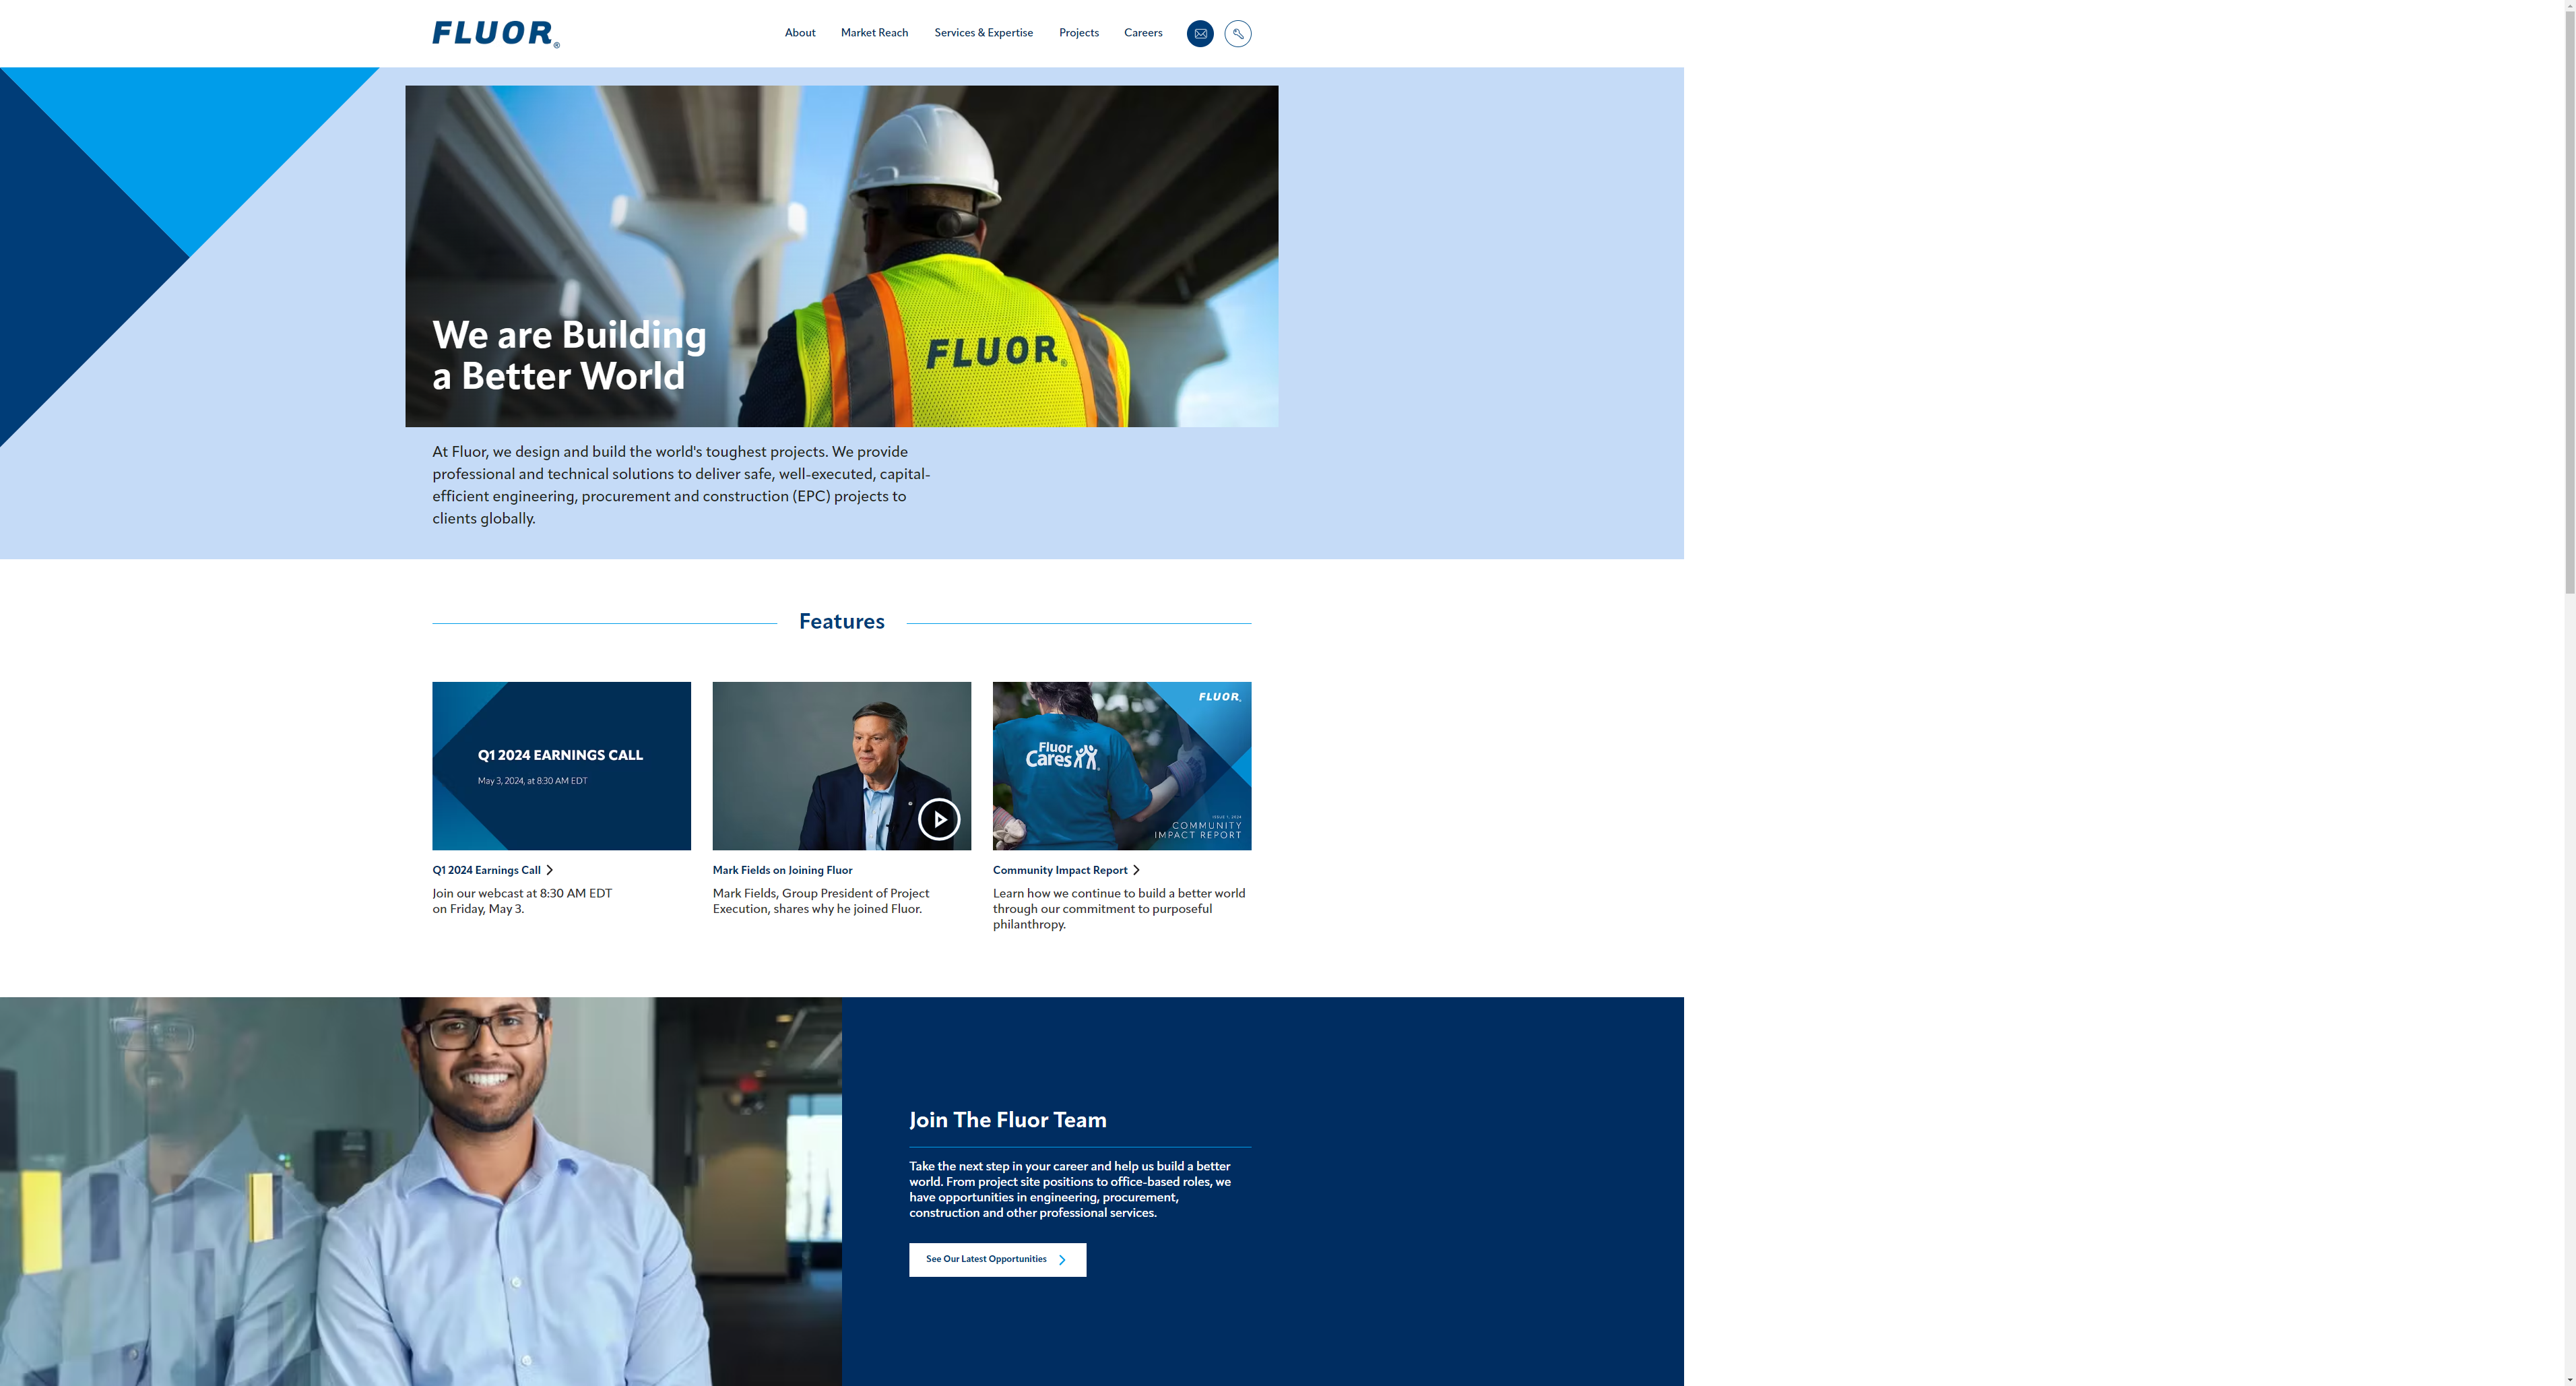 FLUOR®
About
Market Reach
Services & Expertise
Projects
Careers
We are Building
a Better World
FLUOR®
At Fluor, we design and build the world's toughest projects. We provide
professional and technical solutions to deliver safe, well-executed, capital-
efficient engineering, procurement and construction (EPC) projects to
clients globally.
Features
Q1 2024 EARNINGS CALL
May 3, 2024, at 8:30 AM EDT
Q1 2024 Earnings Call
Join our webcast at 8:30 AM EDT
on Friday, May 3.
Mark Fields on Joining Fluor
Mark Fields, Group President of Project
Execution, shares why he joined Fluor.
FLUOR®
Fluor
Cares®
ISSUE 1, 2024
COMMUNITY
IMPACT REPORT
Community Impact Report
Learn how we continue to build a better world
through our commitment to purposeful
philanthropy.
Join The Fluor Team
Take the next step in your career and help us build a better
world. From project site positions to office-based roles, we
have opportunities in engineering, procurement,
construction and other professional services.
See Our Latest Opportunities